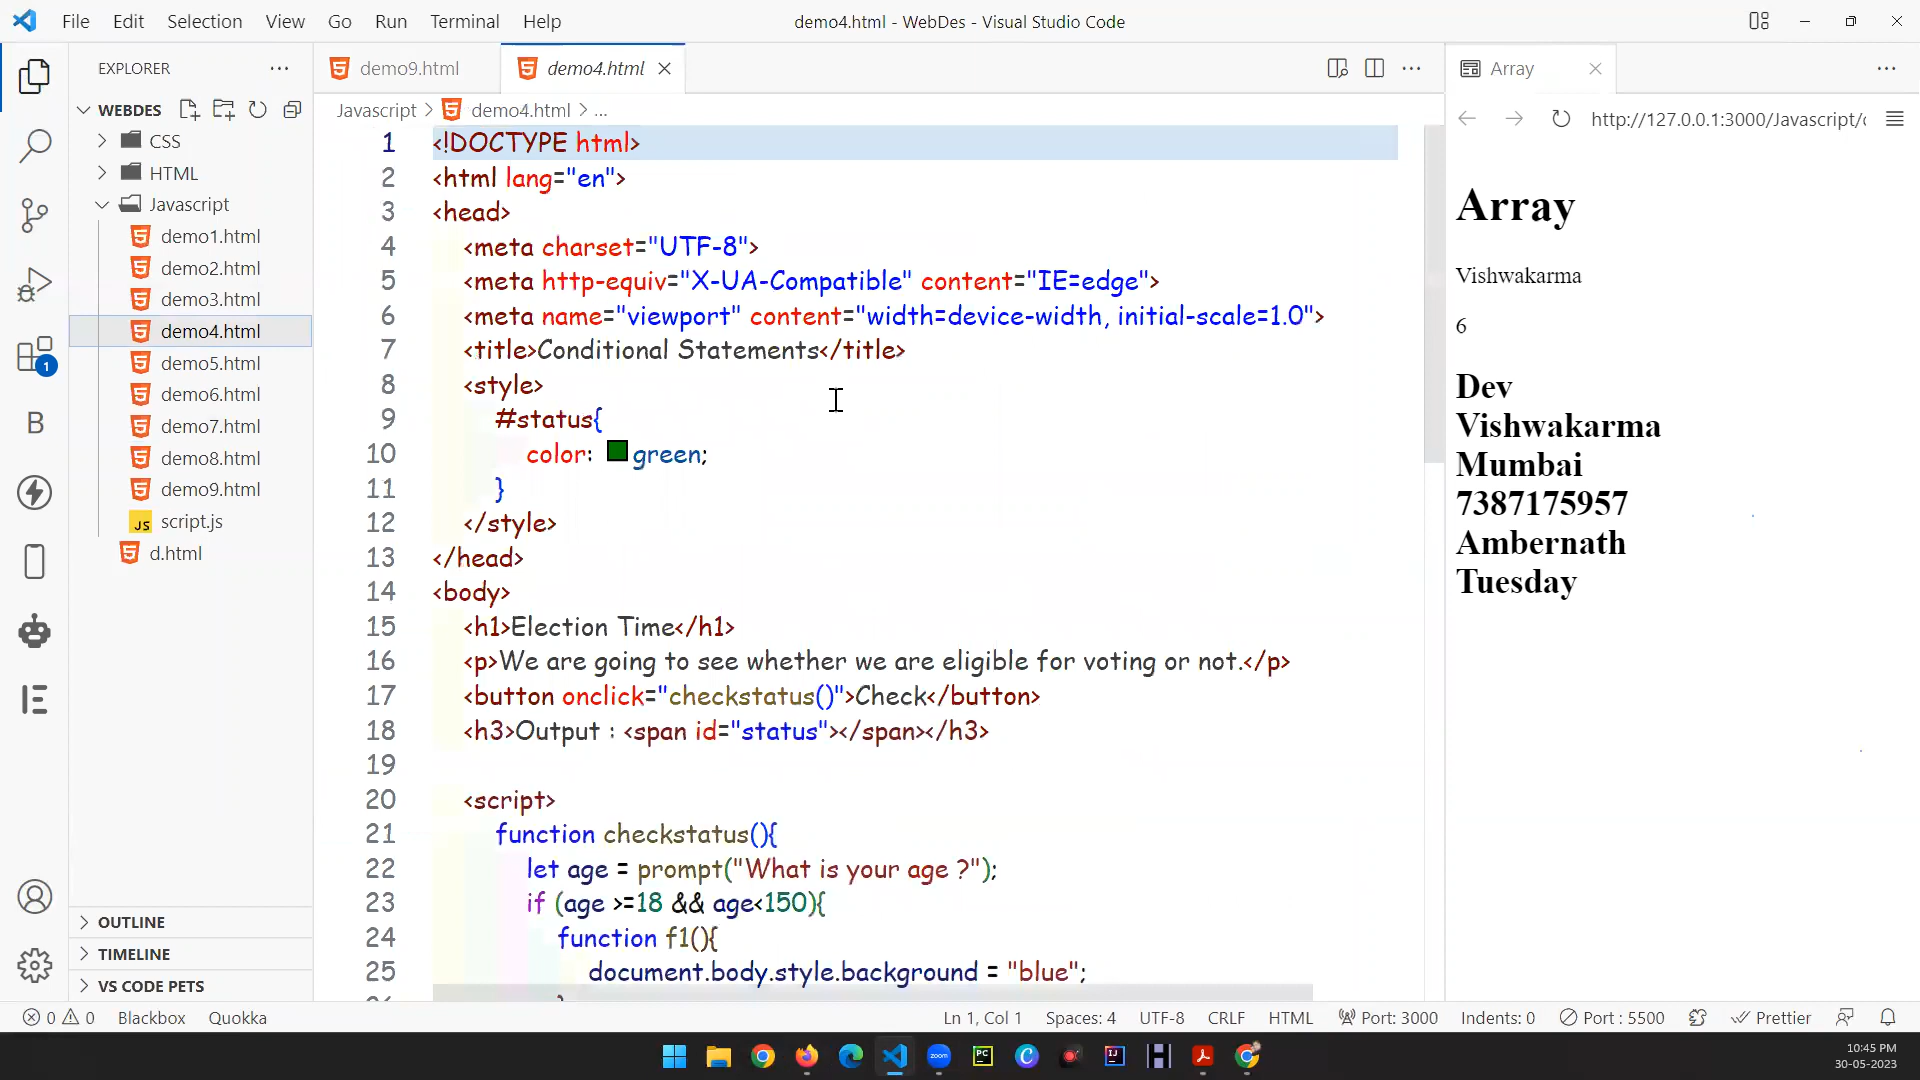 File Edit Selection View Go Run Terminal Help
demo4.html - WebDes - Visual Studio Code
EXPLORER
WEBDES
CSS
HTML
Javascript
demo1.html
demo2.html
demo3.html
demo4.html
demo5.html
demo6.html
demo7.html
demo8.html
demo9.html
JS script.js
d.html
OUTLINE
TIMELINE
VS CODE PETS
1
B
demo9.html
demo4.html
Javascript > demo4.html > ...
1 <!DOCTYPE html>
2 <html lang="en">
3 <head>
4 <meta charset="UTF-8">
5 <meta http-equiv="X-UA-Compatible" content="IE=edge">
6 <meta name="viewport" content="width=device-width, initial-scale=1.0">
7 <title>Conditional Statements</title>
8 <style>
9 #status{
10 color: green;
11 }
12 </style>
13 </head>
14 <body>
15 <h1>Election Time</h1>
16 <p>We are going to see whether we are eligible for voting or not.</p>
17 <button onclick="checkstatus()">Check</button>
18 <h3>Output : <span id="status"></span></h3>
19
20 <script>
21 function checkstatus(){
22 let age = prompt("What is your age ?");
23 if (age >=18 && age<150){
24 function f1(){
25 document.body.style.background = "blue";
Array
http://127.0.0.1:3000/Javascript/
Array
Vishwakarma
6
Dev
Vishwakarma
Mumbai
7387175957
Ambernath
Tuesday
0 0 Blackbox Quokka
Ln 1, Col 1 Spaces: 4 UTF-8 CRLF HTML Port: 3000 Indents: 0 Port : 5500 Prettier
zoom PC C IJ H
10:45 PM
30-05-2023